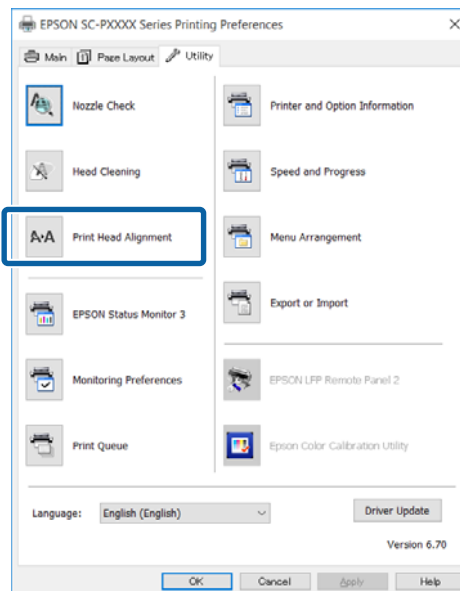 EPSON SC-PXXXX Series Printing Preferences
Main Page Layout Utility
Nozzle Check
Printer and Option Information
Head Cleaning
Speed and Progress
A·A Print Head Alignment
Menu Arrangement
EPSON Status Monitor 3
Export or Import
Monitoring Preferences
EPSON LFP Remote Panel 2
Print Queue
Epson Color Calibration Utility
Language: English (English)
Driver Update
Version 6.70
OK Cancel Apply Help